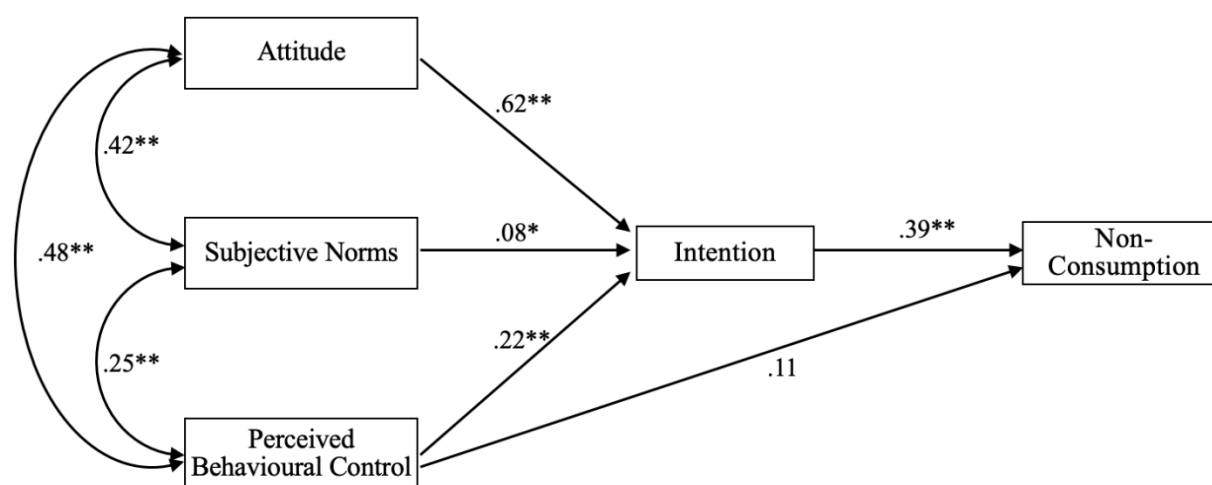 Attitude
.62**
.42**
Subjective Norms
.08*
Intention
.39**
Non-
Consumption
.48**
.25**
.22**
.11
Perceived
Behavioural Control